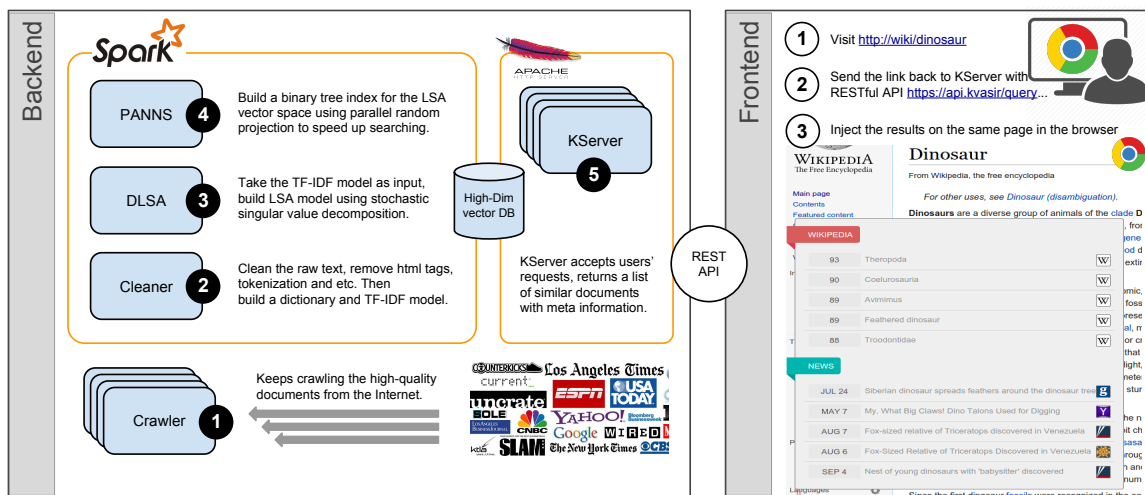 Backend
Spark
PANNS
4
Build a binary tree index for the LSA
vector space using parallel random
projection to speed up searching.
DLSA
3
Take the TF-IDF model as input,
build LSA model using stochastic
singular value decomposition.
Cleaner
2
Clean the raw text, remove html tags,
tokenization and etc. Then
build a dictionary and TF-IDF model.
High-Dim
vector DB
APACHE
HTTP SERVER
KServer
5
KServer accepts users'
requests, returns a list
of similar documents
with meta information.
REST
API
Crawler
1
Keeps crawling the high-quality
documents from the Internet.
COUNTERKICKS Los Angeles Times
current ESPN USA
TODAY
uncrate
BOLE
LOS ANGELES
BUSINESS JOURNAL
CNBC YAHOO! Bloomberg
Businessweek
Google WIRED
SLAM The New York Times CBS
Frontend
1 Visit http://wiki/dinosaur
2 Send the link back to KServer with
RESTful API https://api.kvasir/query...
3 Inject the results on the same page in the browser
WIKIPEDIA
The Free Encyclopedia
Main page
Contents
Featured content
Dinosaur
From Wikipedia, the free encyclopedia
For other uses, see Dinosaur (disambiguation).
Dinosaurs are a diverse group of animals of the clade D
WIKIPEDIA
93 Theropoda W
90 Coelurosauria W
89 Avimimus W
89 Feathered dinosaur W
88 Troodontidae W
NEWS
JUL 24 Siberian dinosaur spreads feathers around the dinosaur tree g
MAY 7 My, What Big Claws! Dino Talons Used for Digging Y
AUG 7 Fox-sized relative of Triceratops discovered in Venezuela
AUG 6 Fox-Sized Relative of Triceratops Discovered in Venezuela
SEP 4 Nest of young dinosaurs with 'babysitter' discovered
Languages